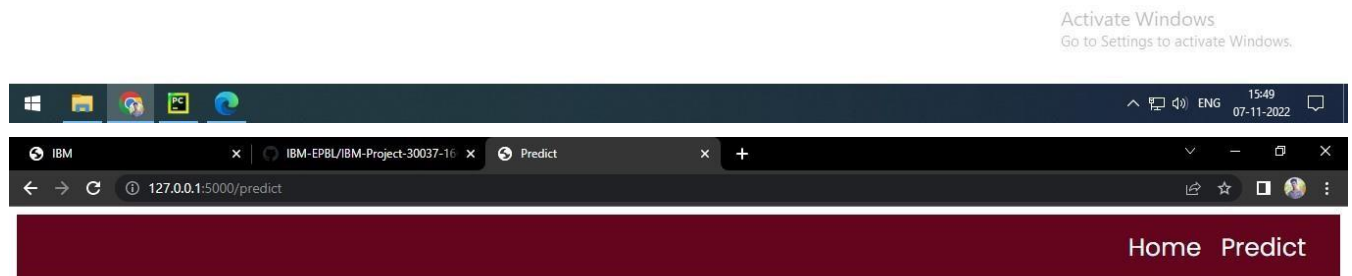 Activate Windows
Go to Settings to activate Windows.
PC
ENG
15:49
07-11-2022
IBM
IBM-EPBL/IBM-Project-30037-16
Predict
127.0.0.1:5000/predict
Home Predict